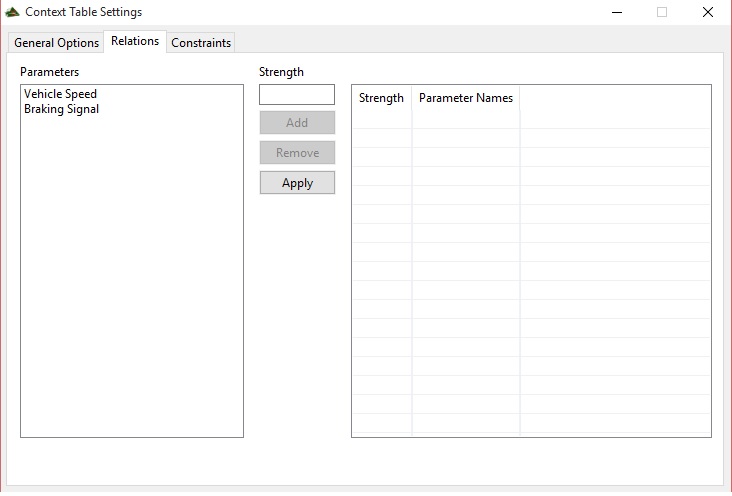 Context Table Settings
General Options Relations Constraints
Parameters Strength
Vehicle Speed
Braking Signal
Add
Remove
Apply
Strength Parameter Names